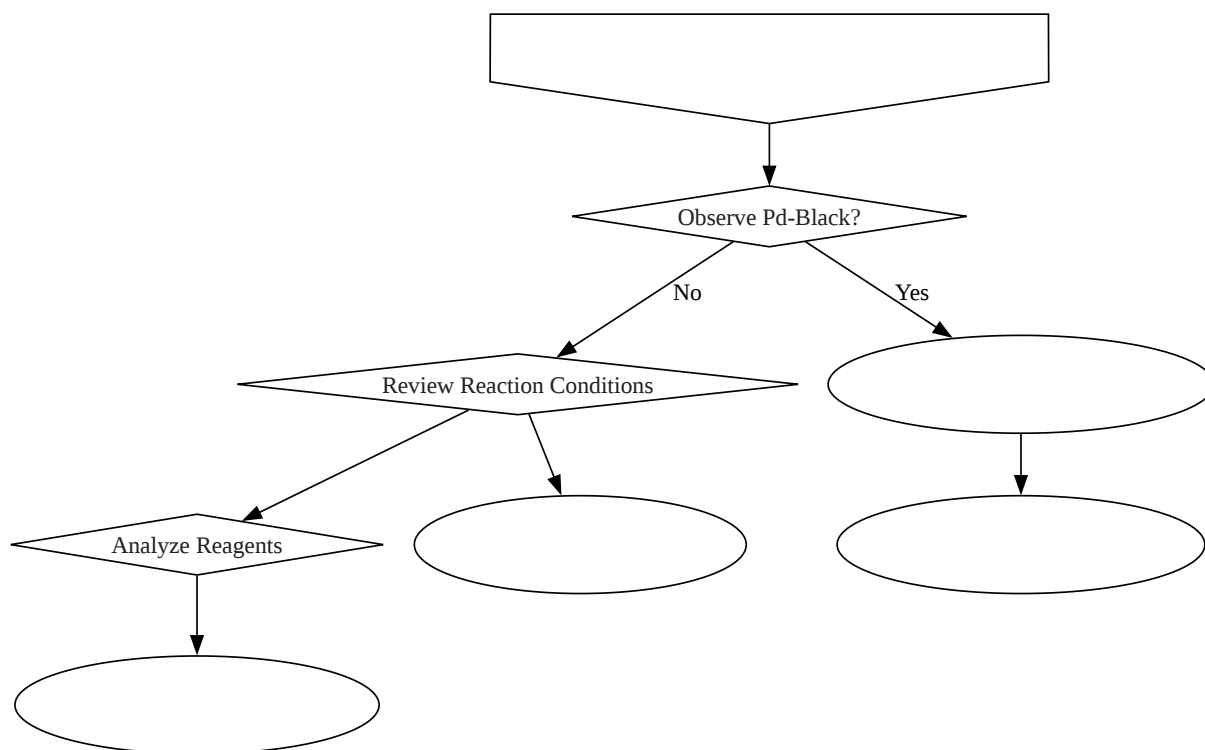 Observe Pd-Black?
No
Yes
Review Reaction Conditions
Analyze Reagents